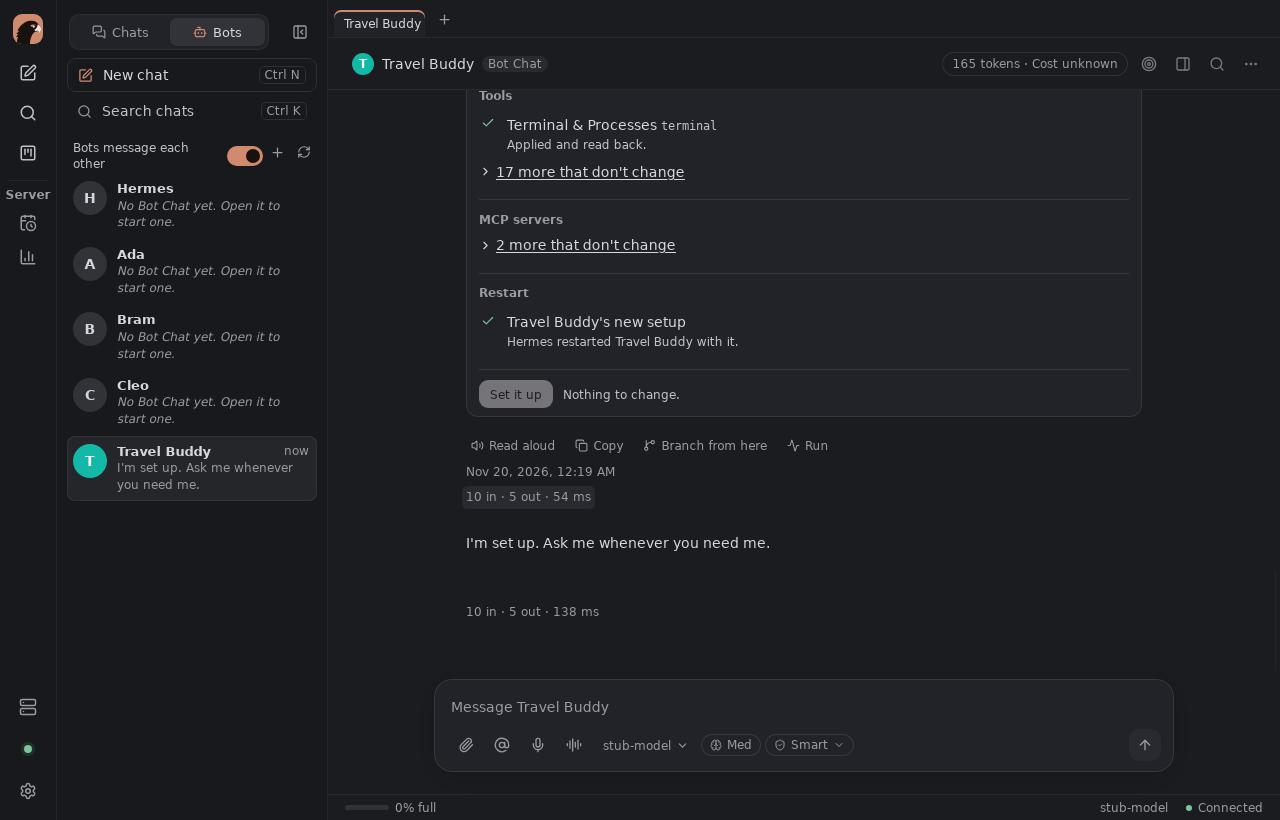 Chats
Bots
New chat
Ctrl N
Search chats
Ctrl K
Bots message each
other
Server
H
Hermes
No Bot Chat yet. Open it to
start one.
A
Ada
No Bot Chat yet. Open it to
start one.
B
Bram
No Bot Chat yet. Open it to
start one.
C
Cleo
No Bot Chat yet. Open it to
start one.
T
Travel Buddy
now
I'm set up. Ask me whenever
you need me.
Travel Buddy
T
Travel Buddy
Bot Chat
165 tokens · Cost unknown
Tools
Terminal & Processes terminal
Applied and read back.
17 more that don't change
MCP servers
2 more that don't change
Restart
Travel Buddy's new setup
Hermes restarted Travel Buddy with it.
Set it up
Nothing to change.
Read aloud
Copy
Branch from here
Run
Nov 20, 2026, 12:19 AM
10 in · 5 out · 54 ms
I'm set up. Ask me whenever you need me.
10 in · 5 out · 138 ms
Message Travel Buddy
stub-model
Med
Smart
0% full
stub-model
Connected